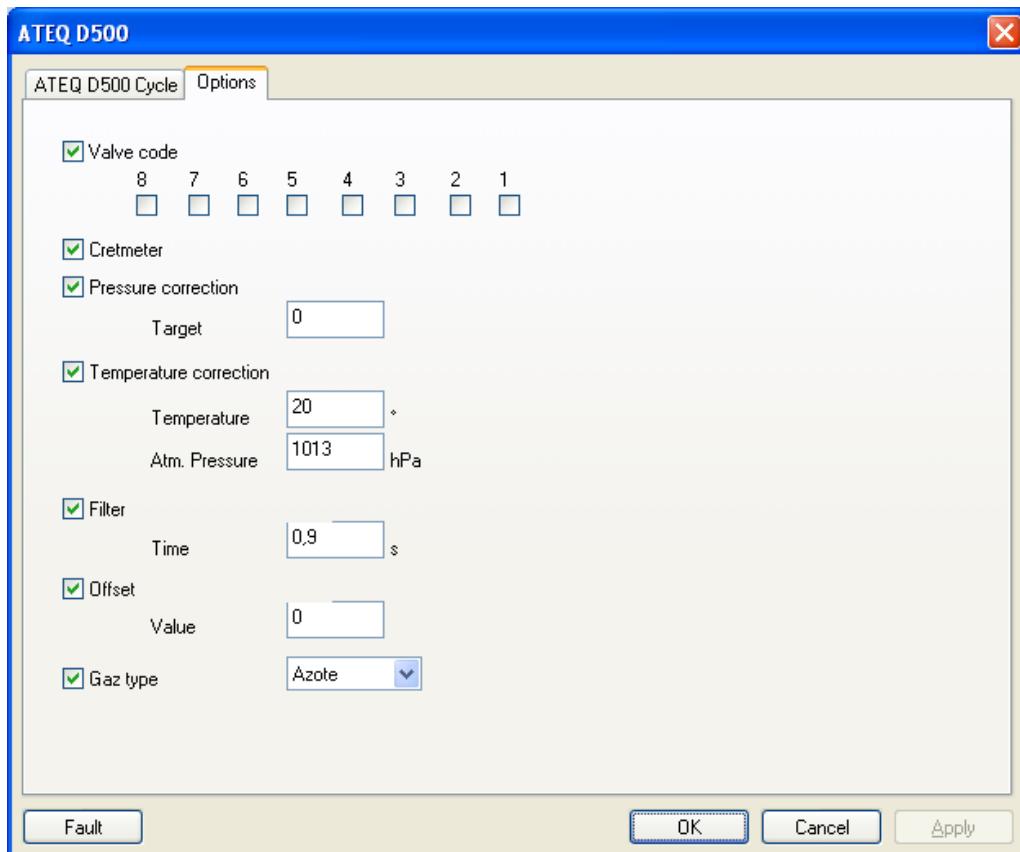 ATEQ D500
ATEQ D500 Cycle Options
Valve code
8 7 6 5 4 3 2 1
Cretmeter
Pressure correction
Target 0
Temperature correction
Temperature 20 °
Atm. Pressure 1013 hPa
Filter
Time 0,9 s
Offset
Value 0
Gaz type Azote
Fault OK Cancel Apply